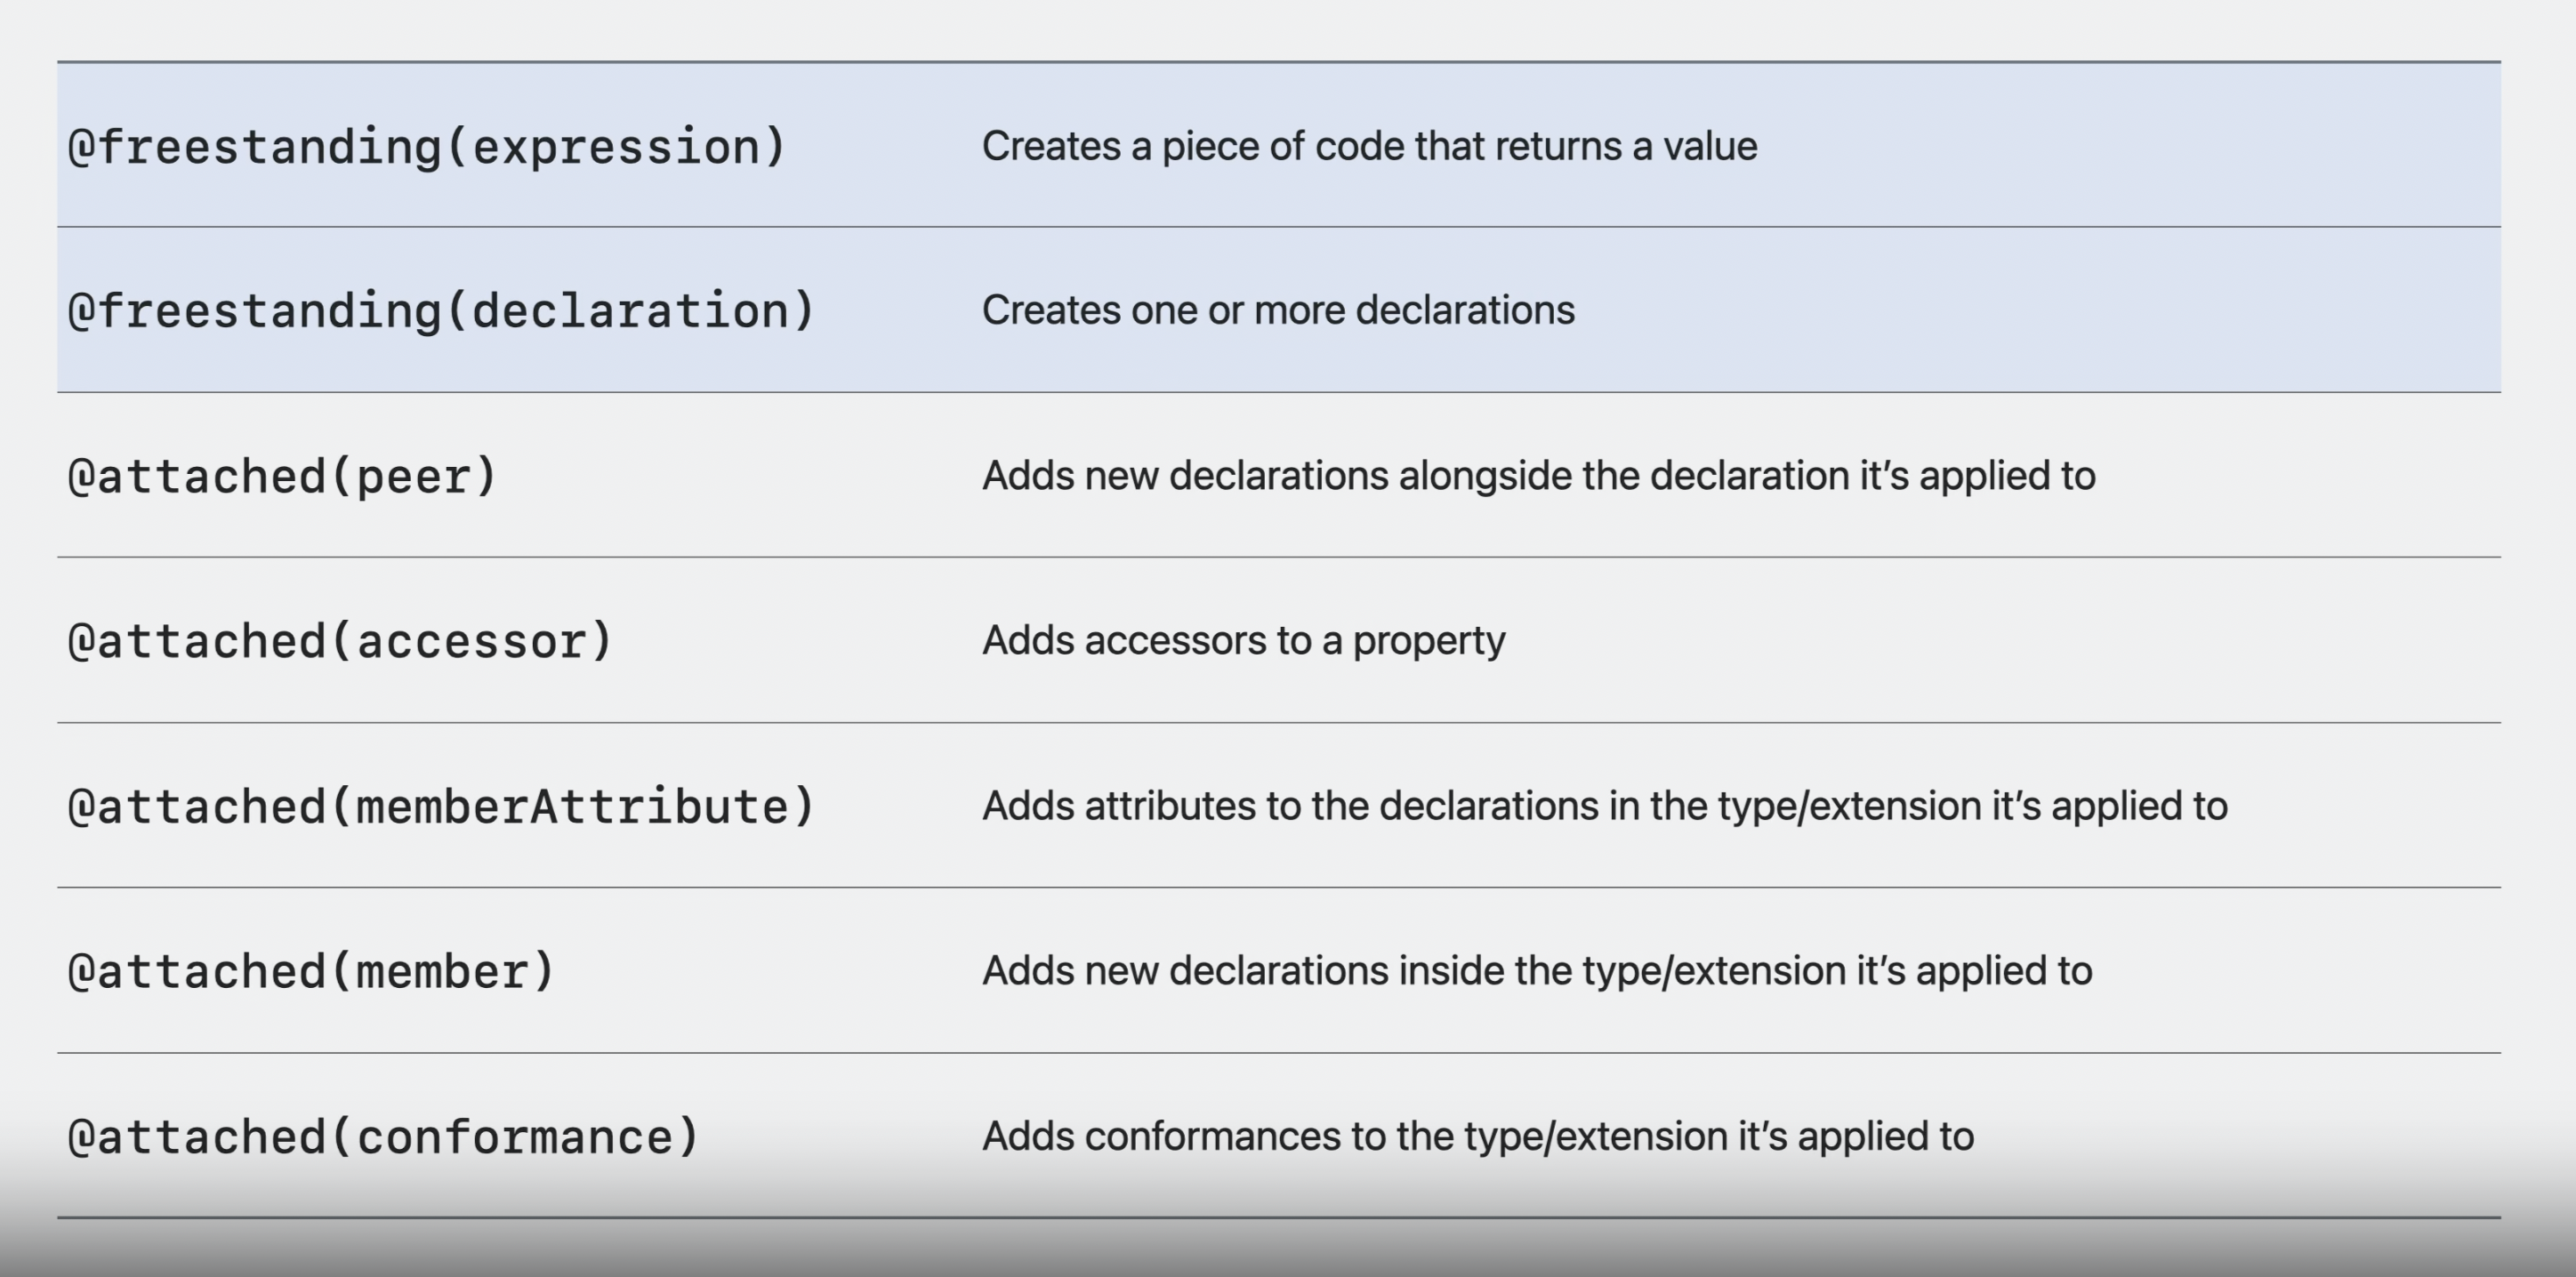 @freestanding(expression) Creates a piece of code that returns a value
@freestanding(declaration) Creates one or more declarations
@attached(peer) Adds new declarations alongside the declaration it’s applied to
@attached(accessor) Adds accessors to a property
@attached(memberAttribute) Adds attributes to the declarations in the type/extension it’s applied to
@attached(member) Adds new declarations inside the type/extension it’s applied to
@attached(conformance) Adds conformances to the type/extension it’s applied to